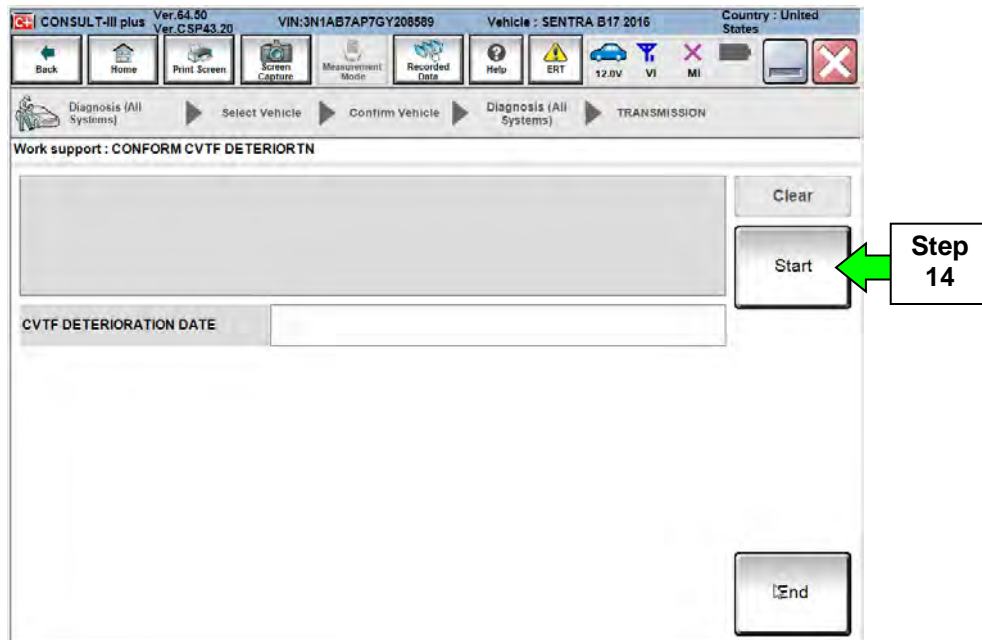 C+ CONSULT-III plus Ver.64.50 VIN:3N1AB7AP7GY208589 Vehicle : SENTRA B17 2016 Country : United
Ver.CSP43.20 States
Back Home Print Screen Screen Capture Measurement Mode Recorded Data Help ERT 12.0V VI MI
Diagnosis (All Systems) Select Vehicle Confirm Vehicle Diagnosis (All Systems) TRANSMISSION
Work support : CONFORM CVTF DETERIORTN
Clear
Start
Step
14
CVTF DETERIORATION DATE
End